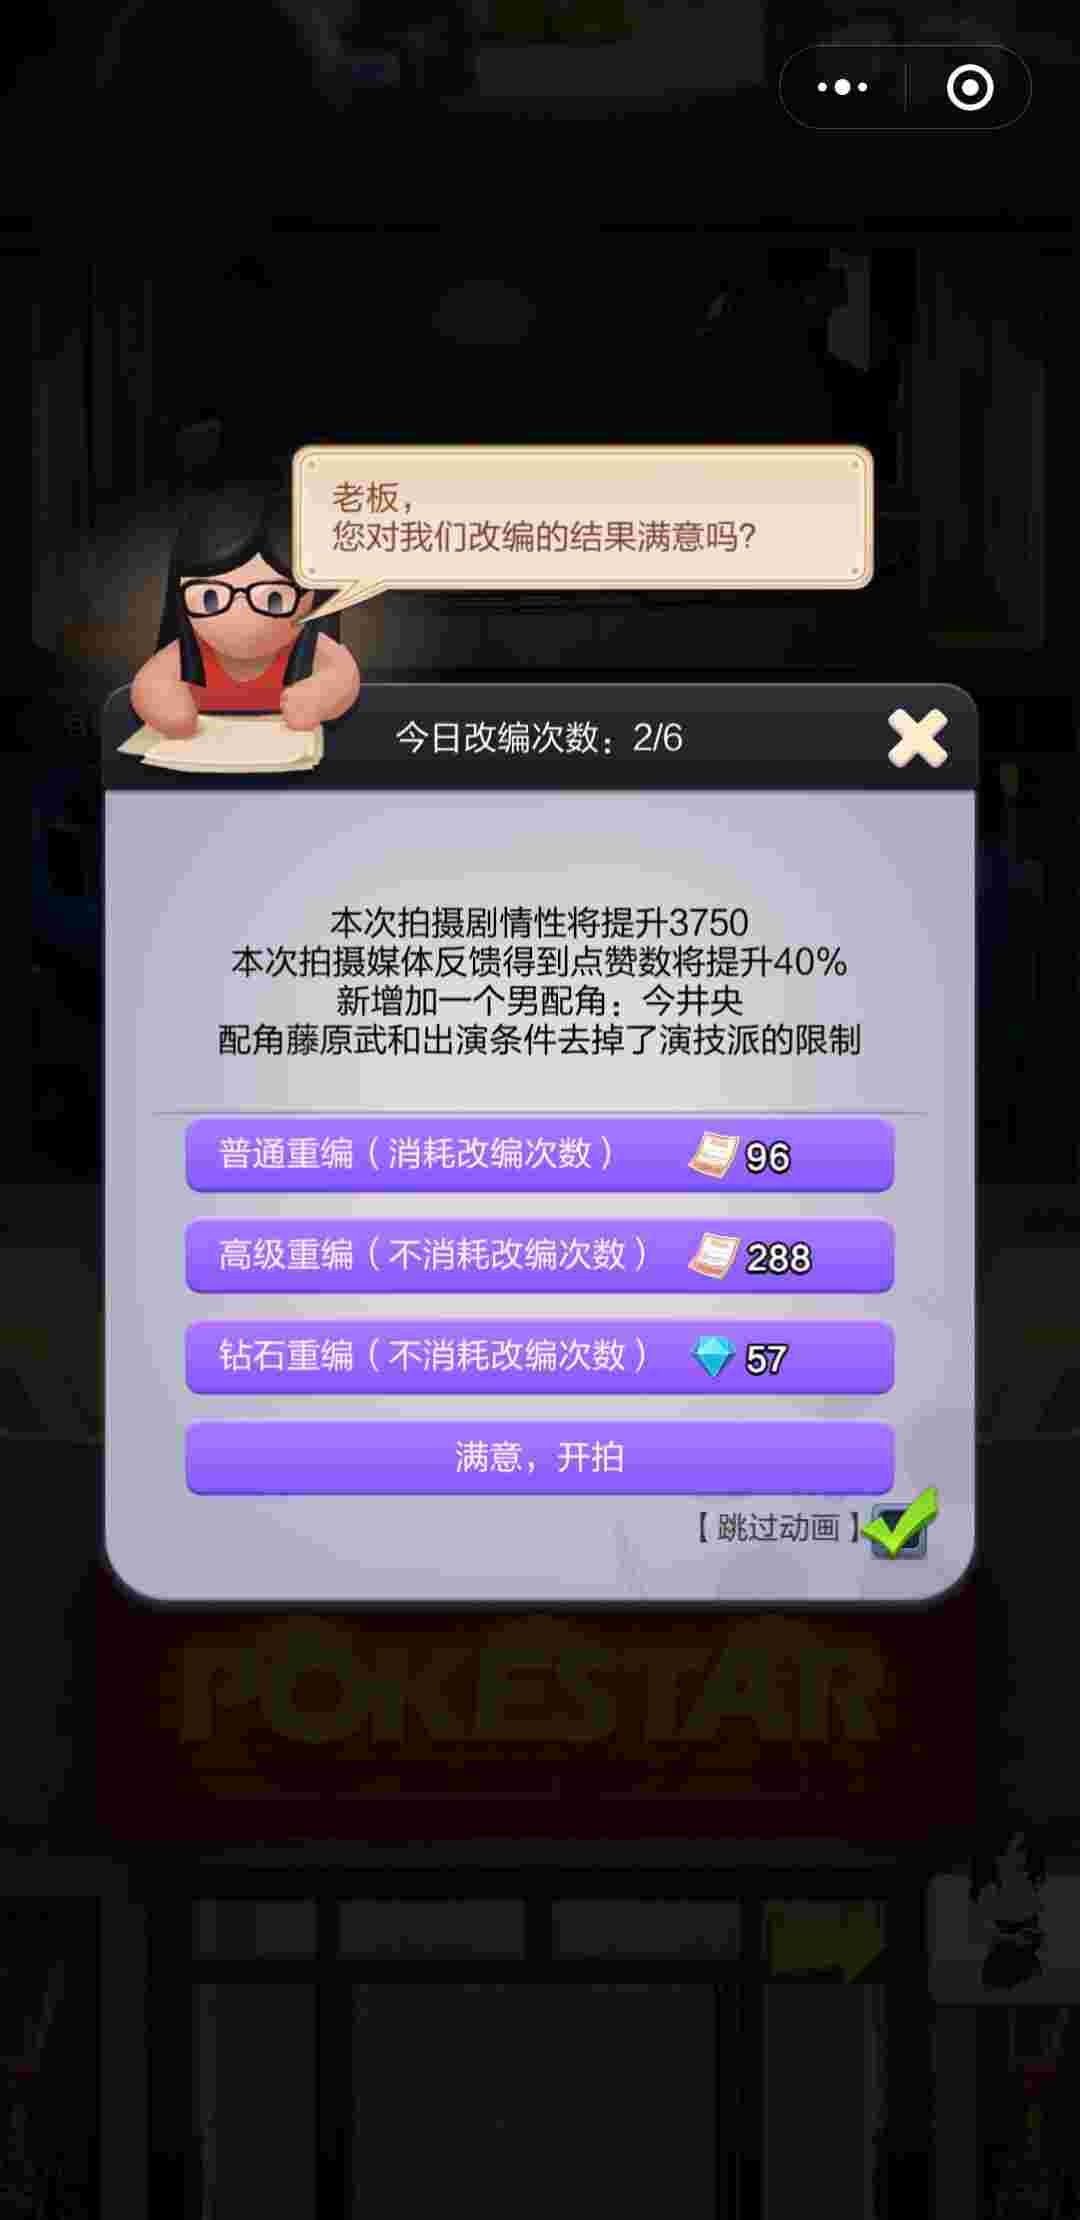 老板，
您对我们改编的结果满意吗？
今日改编次数：2/6
本次拍摄剧情性将提升3750
本次拍摄媒体反馈得到点赞数将提升40%
新增加一个男配角：今井央
配角藤原武和出演条件去掉了演技派的限制
普通重编（消耗改编次数） 96
高级重编（不消耗改编次数） 288
钻石重编（不消耗改编次数） 57
满意，开拍
【跳过动画】
POKESTAR